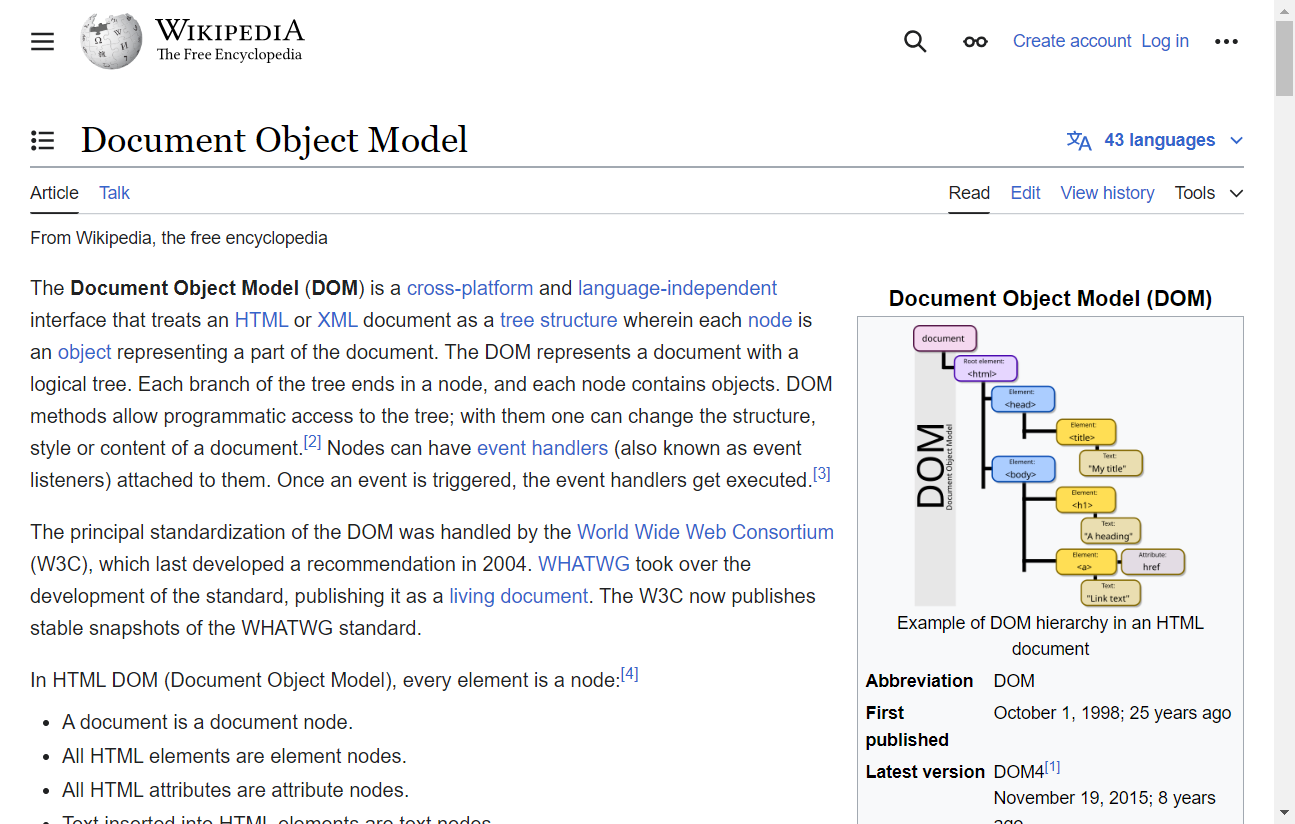 WIKIPEDIA
The Free Encyclopedia
Create account Log in
Document Object Model
43 languages
Article Talk
Read Edit View history Tools
From Wikipedia, the free encyclopedia
The Document Object Model (DOM) is a cross-platform and language-independent
interface that treats an HTML or XML document as a tree structure wherein each node is
an object representing a part of the document. The DOM represents a document with a
logical tree. Each branch of the tree ends in a node, and each node contains objects. DOM
methods allow programmatic access to the tree; with them one can change the structure,
style or content of a document.[2] Nodes can have event handlers (also known as event
listeners) attached to them. Once an event is triggered, the event handlers get executed.[3]
The principal standardization of the DOM was handled by the World Wide Web Consortium
(W3C), which last developed a recommendation in 2004. WHATWG took over the
development of the standard, publishing it as a living document. The W3C now publishes
stable snapshots of the WHATWG standard.
In HTML DOM (Document Object Model), every element is a node:[4]
• A document is a document node.
• All HTML elements are element nodes.
• All HTML attributes are attribute nodes.
• Text inserted into HTML elements are text nodes.
Document Object Model (DOM)
DOM
Document Object Model
document
Root element:
<html>
Element:
<head>
Element:
<title>
Text:
"My title"
Element:
<body>
Element:
<h1>
Text:
"A heading"
Element:
<a>
Attribute:
href
Text:
"Link text"
Example of DOM hierarchy in an HTML
document
Abbreviation DOM
First published October 1, 1998; 25 years ago
Latest version DOM4[1]
November 19, 2015; 8 years
ago